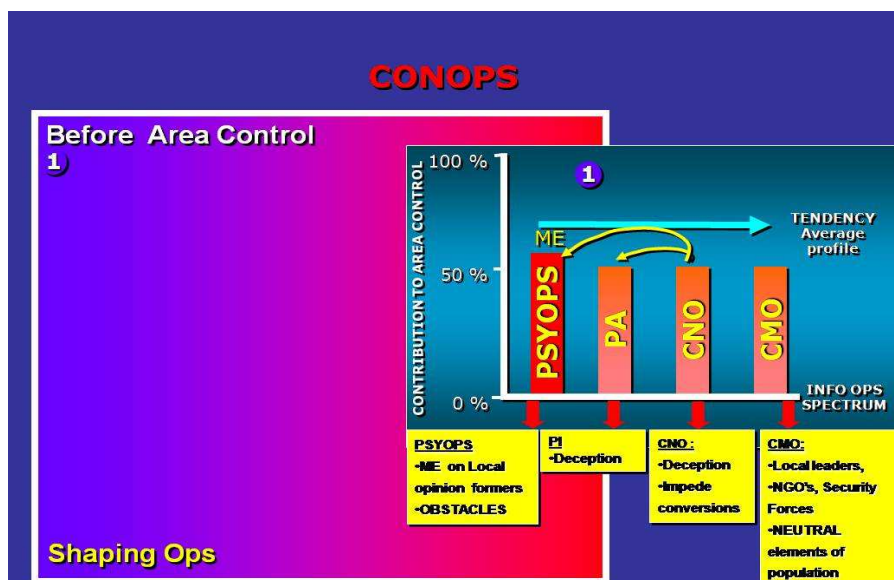 CONOPS
Before Area Control
1
Shaping Ops
CONTRIBUTION TO AREA CONTROL
100 %
50 %
0 %
1
TENDENCY
Average
profile
ME
PSYOPS
PA
CNO
CMO
INFO OPS
SPECTRUM
PSYOPS
•ME on Local
opinion formers
•OBSTACLES
PI
•Deception
CNO :
•Deception
•Impede
conversions
CMO:
•Local leaders,
•NGO's, Security
Forces
•NEUTRAL
elements of
population